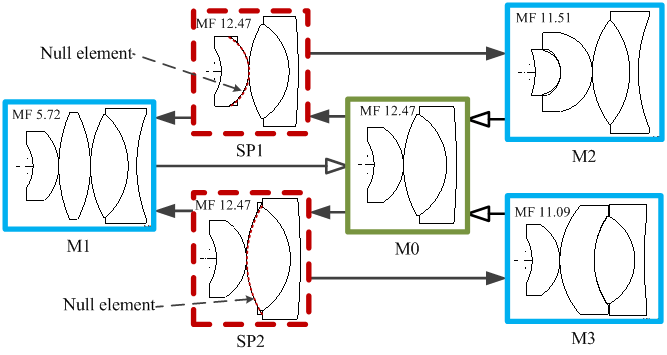 MF 12.47
Null element
SP1
MF 11.51
M2
MF 5.72
M1
MF 12.47
M0
MF 12.47
Null element
SP2
MF 11.09
M3